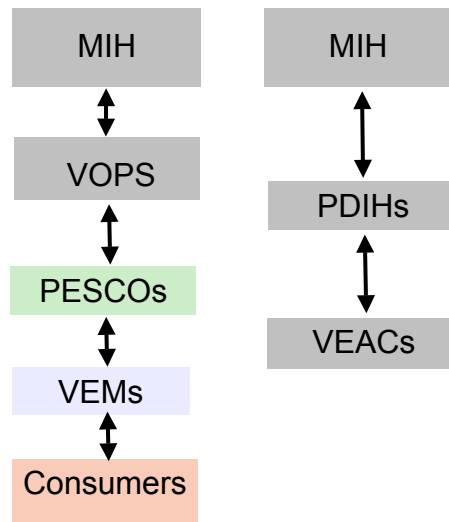 MIH
VOPS
PESCOs
VEMs
Consumers
MIH
PDIHs
VEACs